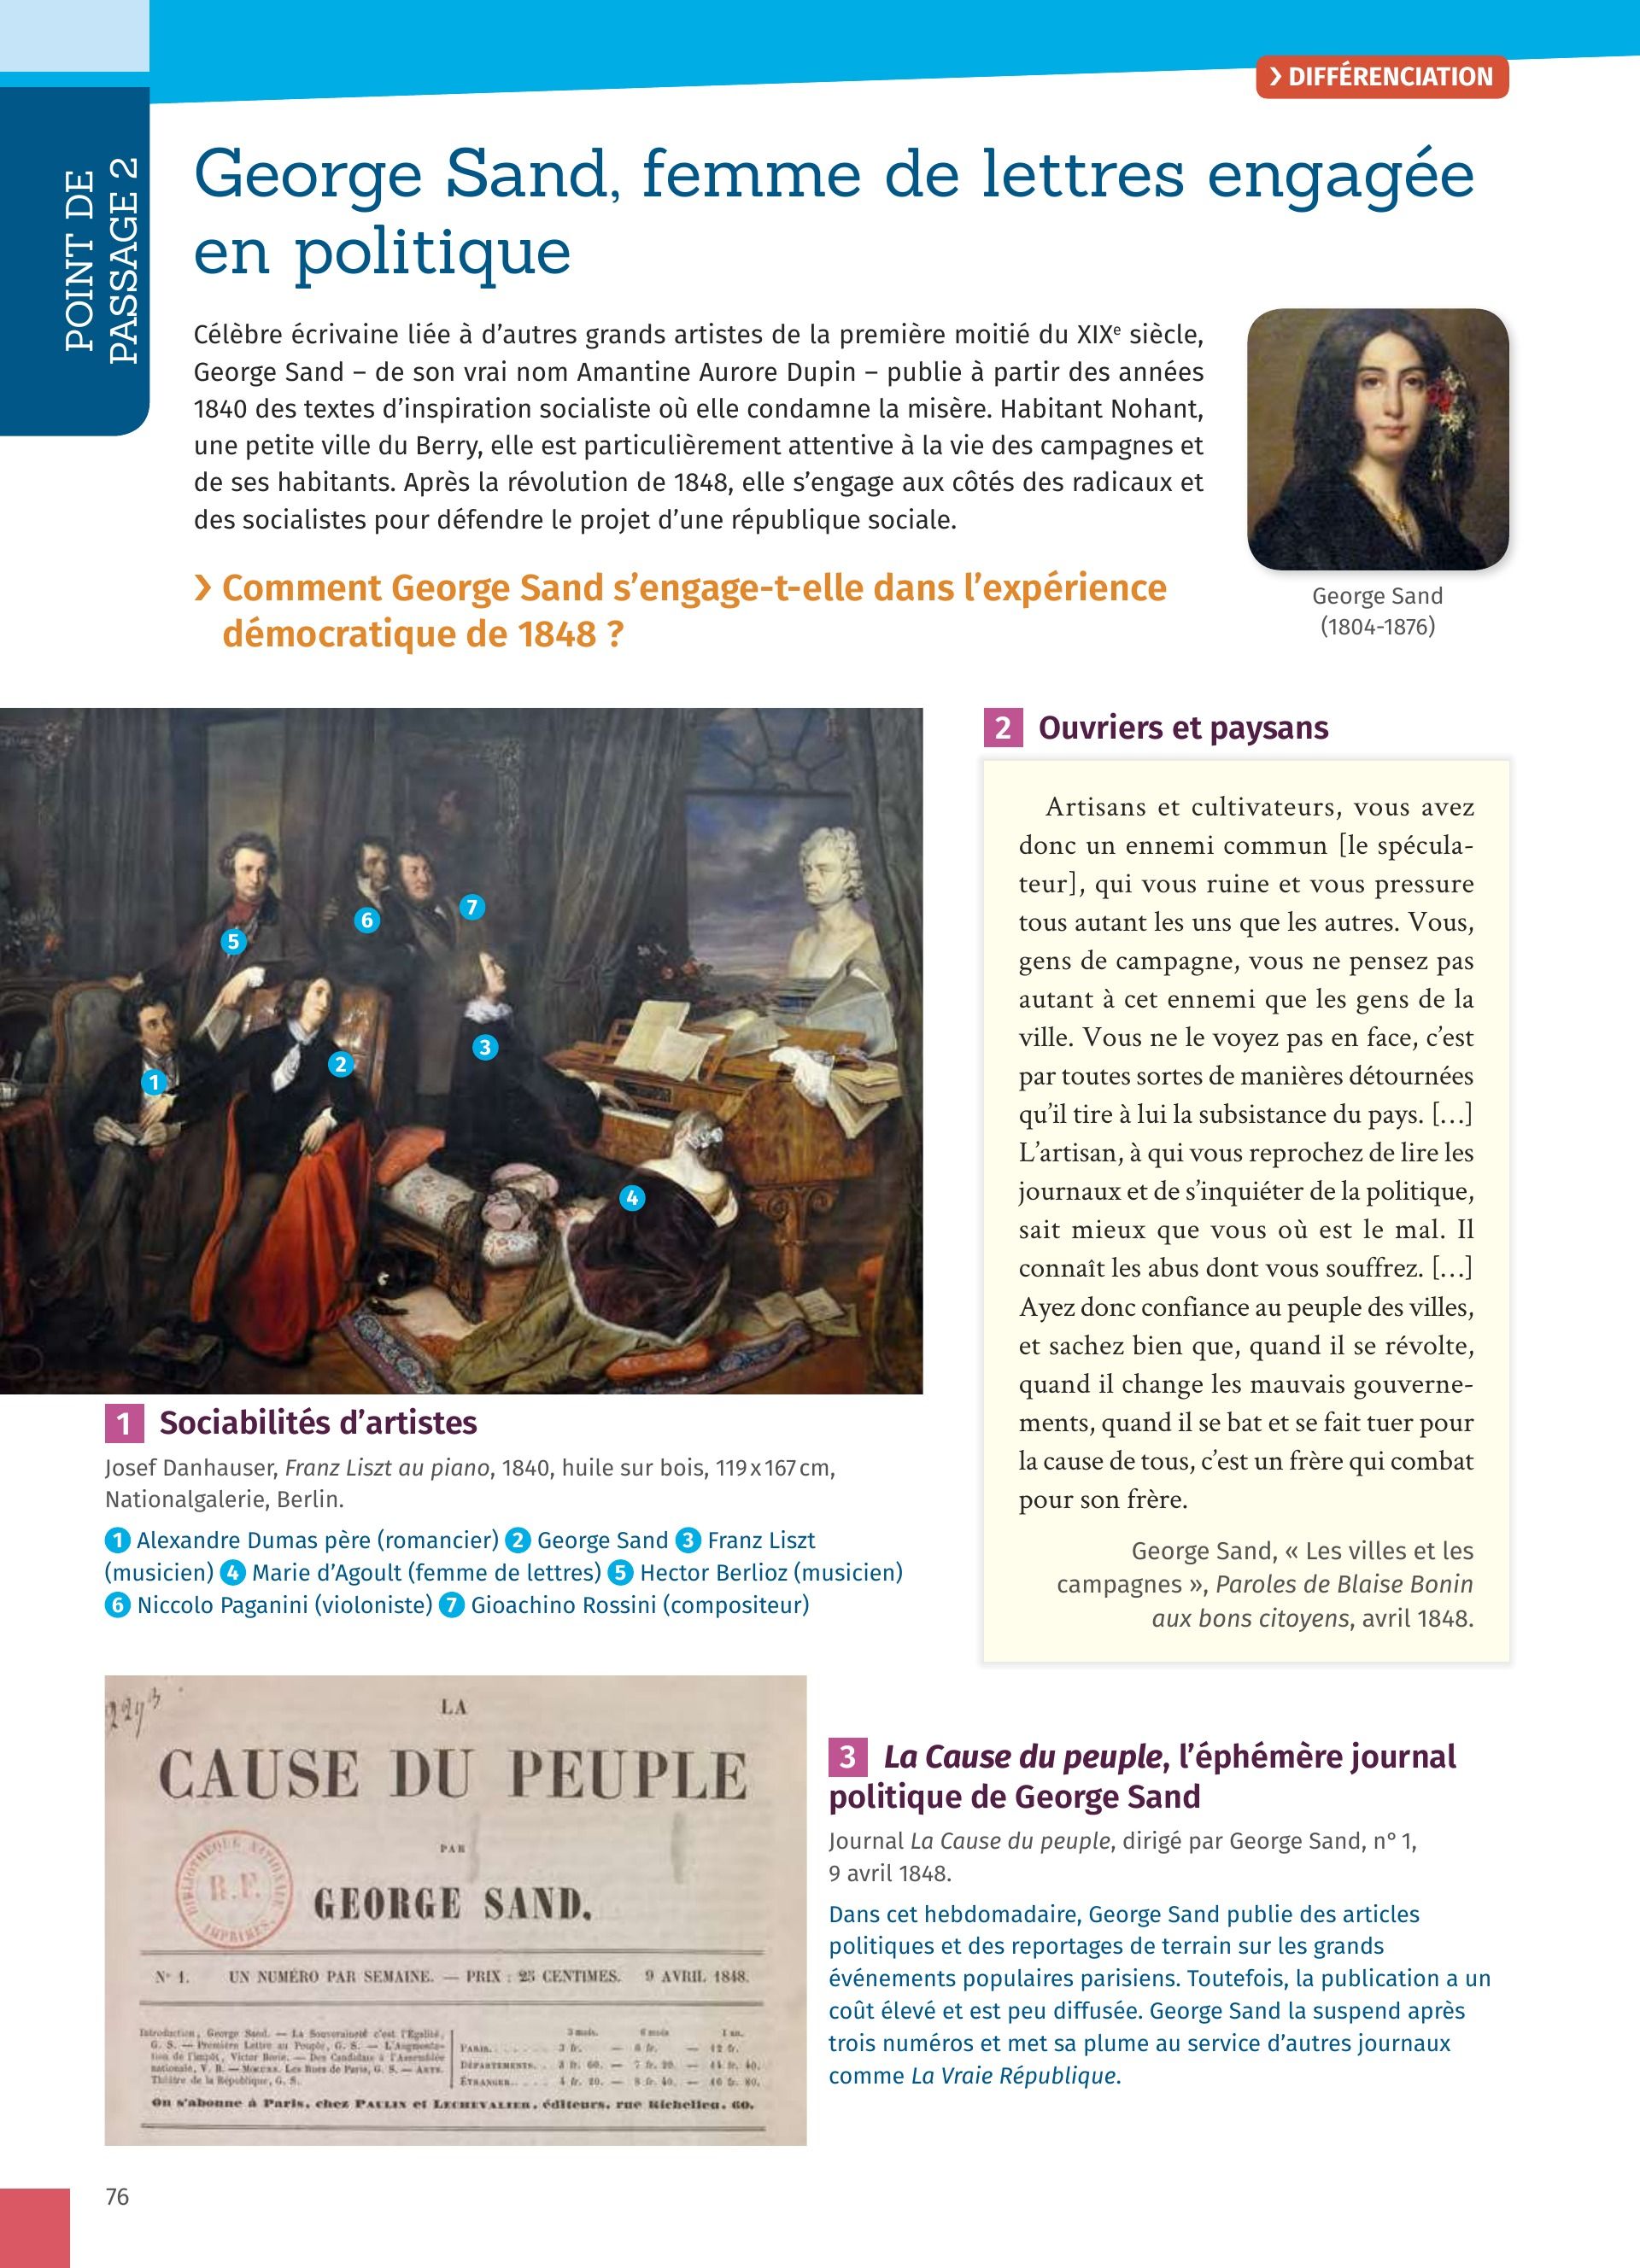 › DIFFÉRENCIATION
POINT DE
PASSAGE 2
George Sand, femme de lettres engagée
en politique
Célèbre écrivaine liée à d’autres grands artistes de la première moitié du XIXe siècle,
George Sand – de son vrai nom Amantine Aurore Dupin – publie à partir des années
1840 des textes d’inspiration socialiste où elle condamne la misère. Habitant Nohant,
une petite ville du Berry, elle est particulièrement attentive à la vie des campagnes et
de ses habitants. Après la révolution de 1848, elle s’engage aux côtés des radicaux et
des socialistes pour défendre le projet d’une république sociale.
› Comment George Sand s’engage-t-elle dans l’expérience
démocratique de 1848 ?
George Sand
(1804-1876)
5
6
7
3
2
1
4
1 Sociabilités d’artistes
Josef Danhauser, Franz Liszt au piano, 1840, huile sur bois, 119 x 167 cm,
Nationalgalerie, Berlin.
1 Alexandre Dumas père (romancier) 2 George Sand 3 Franz Liszt
(musicien) 4 Marie d’Agoult (femme de lettres) 5 Hector Berlioz (musicien)
6 Niccolo Paganini (violoniste) 7 Gioachino Rossini (compositeur)
2 Ouvriers et paysans
Artisans et cultivateurs, vous avez
donc un ennemi commun [le spécula-
teur], qui vous ruine et vous pressure
tous autant les uns que les autres. Vous,
gens de campagne, vous ne pensez pas
autant à cet ennemi que les gens de la
ville. Vous ne le voyez pas en face, c’est
par toutes sortes de manières détournées
qu’il tire à lui la subsistance du pays. […]
L’artisan, à qui vous reprochez de lire les
journaux et de s’inquiéter de la politique,
sait mieux que vous où est le mal. Il
connaît les abus dont vous souffrez. […]
Ayez donc confiance au peuple des villes,
et sachez bien que, quand il se révolte,
quand il change les mauvais gouverne-
ments, quand il se bat et se fait tuer pour
la cause de tous, c’est un frère qui combat
pour son frère.
George Sand, « Les villes et les
campagnes », Paroles de Blaise Bonin
aux bons citoyens, avril 1848.
LA
CAUSE DU PEUPLE
PAR
GEORGE SAND.
BIBLIOTHÈQUE NATIONALE
R.F.
IMPRIMÉS
N° 1. UN NUMÉRO PAR SEMAINE. — PRIX : 25 CENTIMES. 9 AVRIL 1848.
Introduction, George Sand. — La Souveraineté c'est l'Égalité,
G. S. — Première Lettre au Peuple, G. S. — L'Augmenta-
tion de l'impôt, Victor Borie. — Des Candidats à l'Assemblée
nationale, V. B. — MŒURS. Les Rues de Paris, G. S. — ARTS.
Théâtre de la République, G. S.
3 mois. 6 mois 1 an.
PARIS. 3 fr. — 6 fr. — 12 fr.
DÉPARTEMENTS. 3 fr. 60. — 7 fr. 20. — 14 fr. 40.
ÉTRANGER. 4 fr. 20. — 8 fr. 40. — 16 fr. 80.
On s'abonne à Paris, chez PAULIN et LECHEVALIER, éditeurs, rue Richelieu, 60.
3 La Cause du peuple, l’éphémère journal
politique de George Sand
Journal La Cause du peuple, dirigé par George Sand, n° 1,
9 avril 1848.
Dans cet hebdomadaire, George Sand publie des articles
politiques et des reportages de terrain sur les grands
événements populaires parisiens. Toutefois, la publication a un
coût élevé et est peu diffusée. George Sand la suspend après
trois numéros et met sa plume au service d’autres journaux
comme La Vraie République.
76